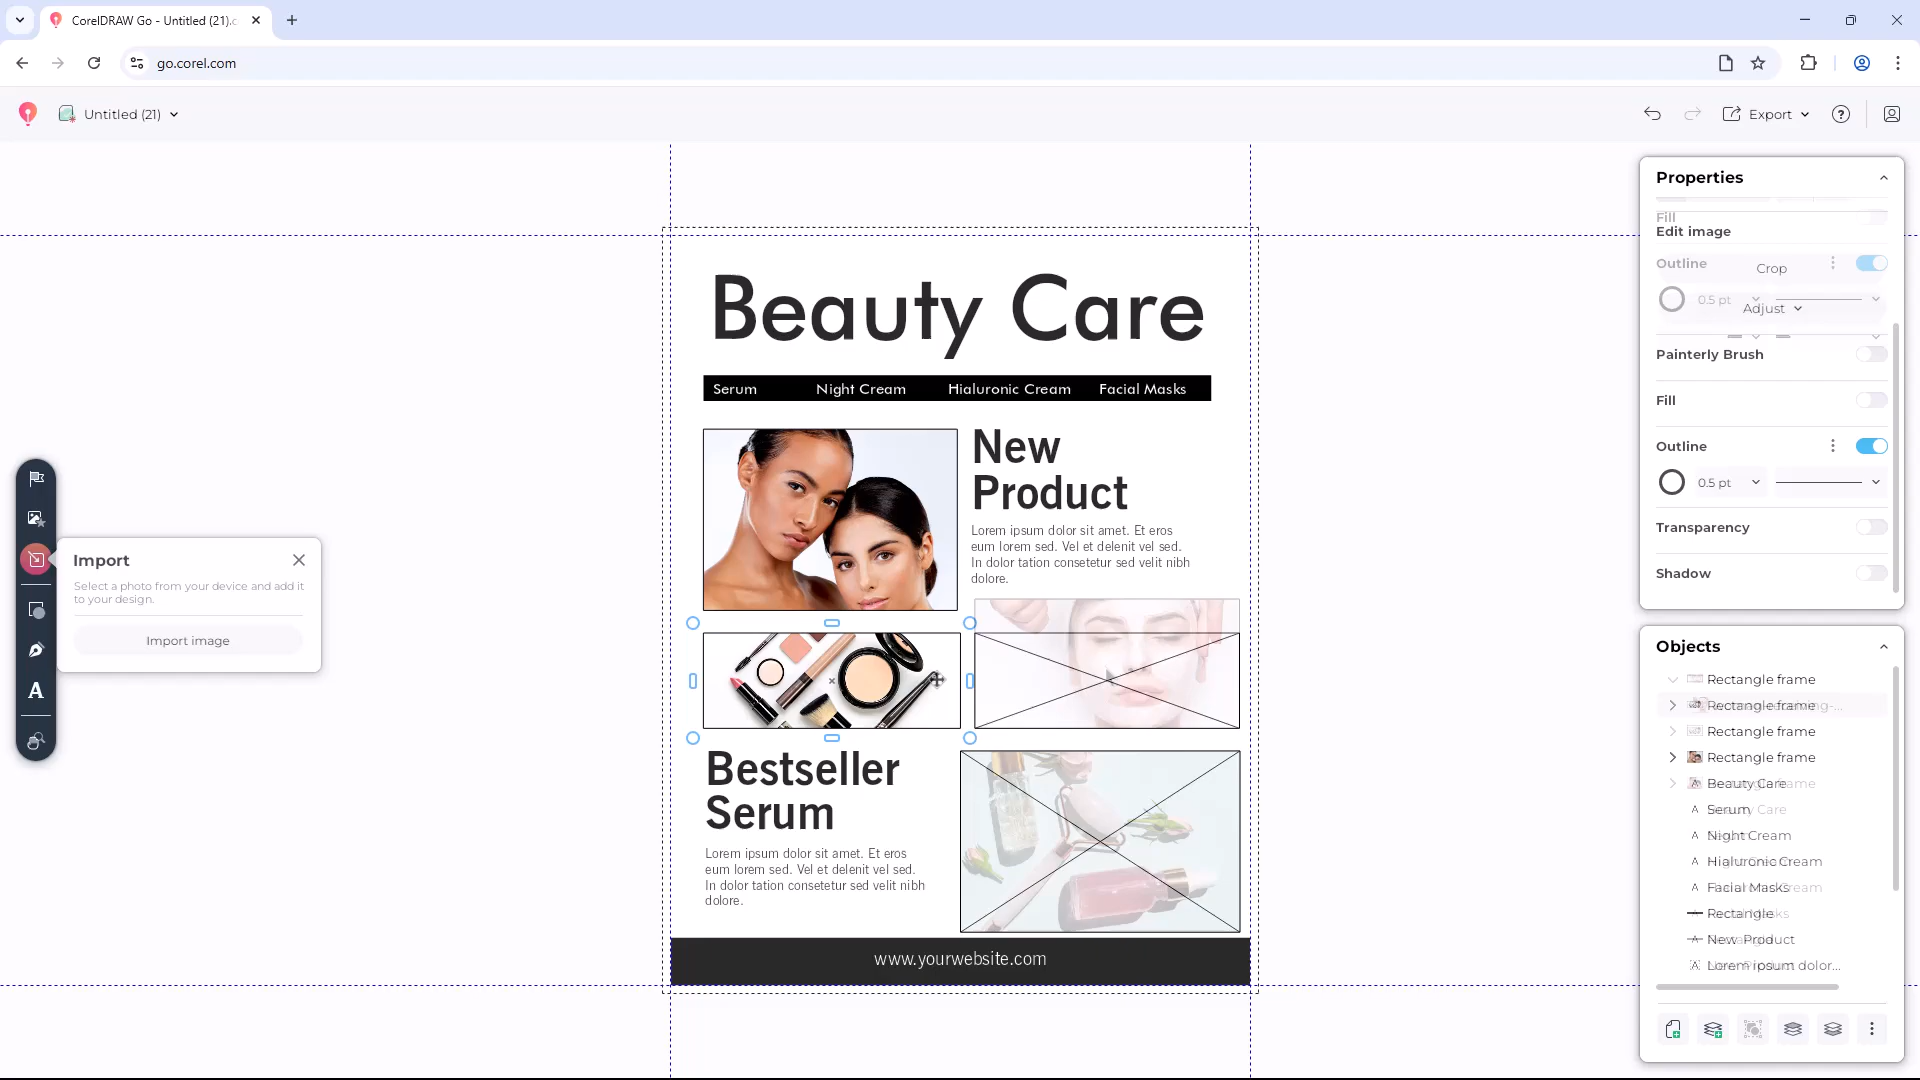 CorelDRAW Go - Untitled (21).c
go.corel.com
Untitled (21)
Export
Properties
Fill
Edit image
Outline
Crop
0.5 pt
Adjust
Painterly Brush
Fill
Outline
0.5 pt
Transparency
Shadow
Import
Select a photo from your device and add it
to your design.
Import image
Beauty Care
Serum Night Cream Hialuronic Cream Facial Masks
New
Product
Lorem ipsum dolor sit amet. Et eros
eum lorem sed. Vel et delenit vel sed.
In dolor tation consetetur sed velit nibh
dolore.
Bestseller
Serum
Lorem ipsum dolor sit amet. Et eros
eum lorem sed. Vel et delenit vel sed.
In dolor tation consetetur sed velit nibh
dolore.
www.yourwebsite.com
Objects
Rectangle frame
Rectangle frame
Rectangle frame
Rectangle frame
Beauty Care
Serum
Night Cream
Hialuronic Cream
Facial Masks
Rectangle
New Product
Lorem ipsum dolor...